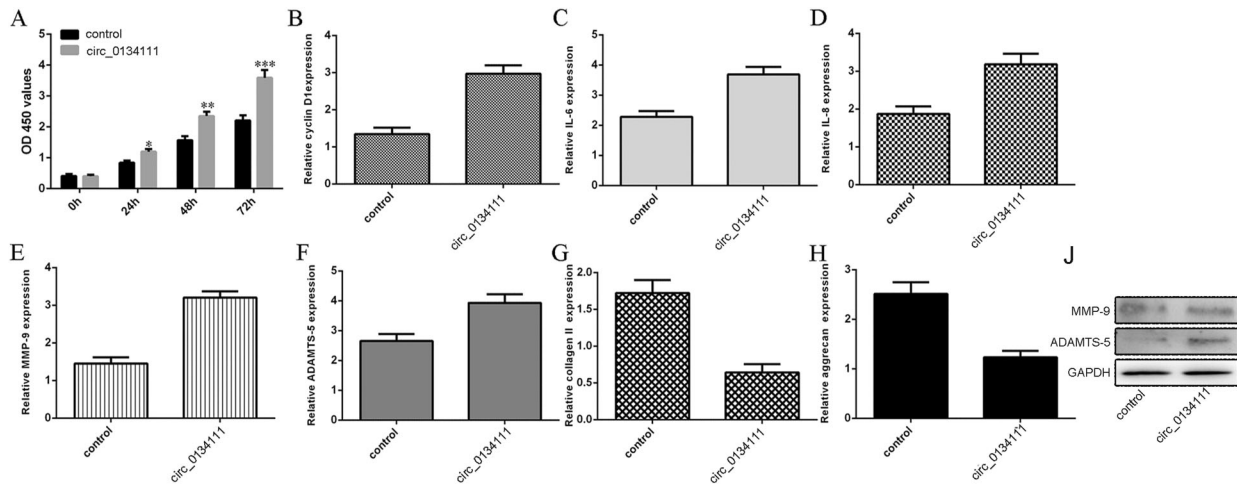 A
control
circ_0134111
OD 450 values
5
4
3
2
1
0
*
**
***
0h
24h
48h
72h
B
Relative cyclin D1expression
4
3
2
1
0
control
circ_0134111
C
Relative IL-6 expression
5
4
3
2
1
0
control
circ_0134111
D
Relative IL-8 expression
4
3
2
1
0
control
circ_0134111
E
Relative MMP-9 expression
4
3
2
1
0
control
circ_0134111
F
Relative ADAMTS-5 expression
5
4
3
2
1
0
control
circ_0134111
G
Relative collagen II expression
2.0
1.5
1.0
0.5
0.0
control
circ_0134111
H
Relative aggrecan expression
3
2
1
0
control
circ_0134111
J
MMP-9
ADAMTS-5
GAPDH
control
circ_0134111